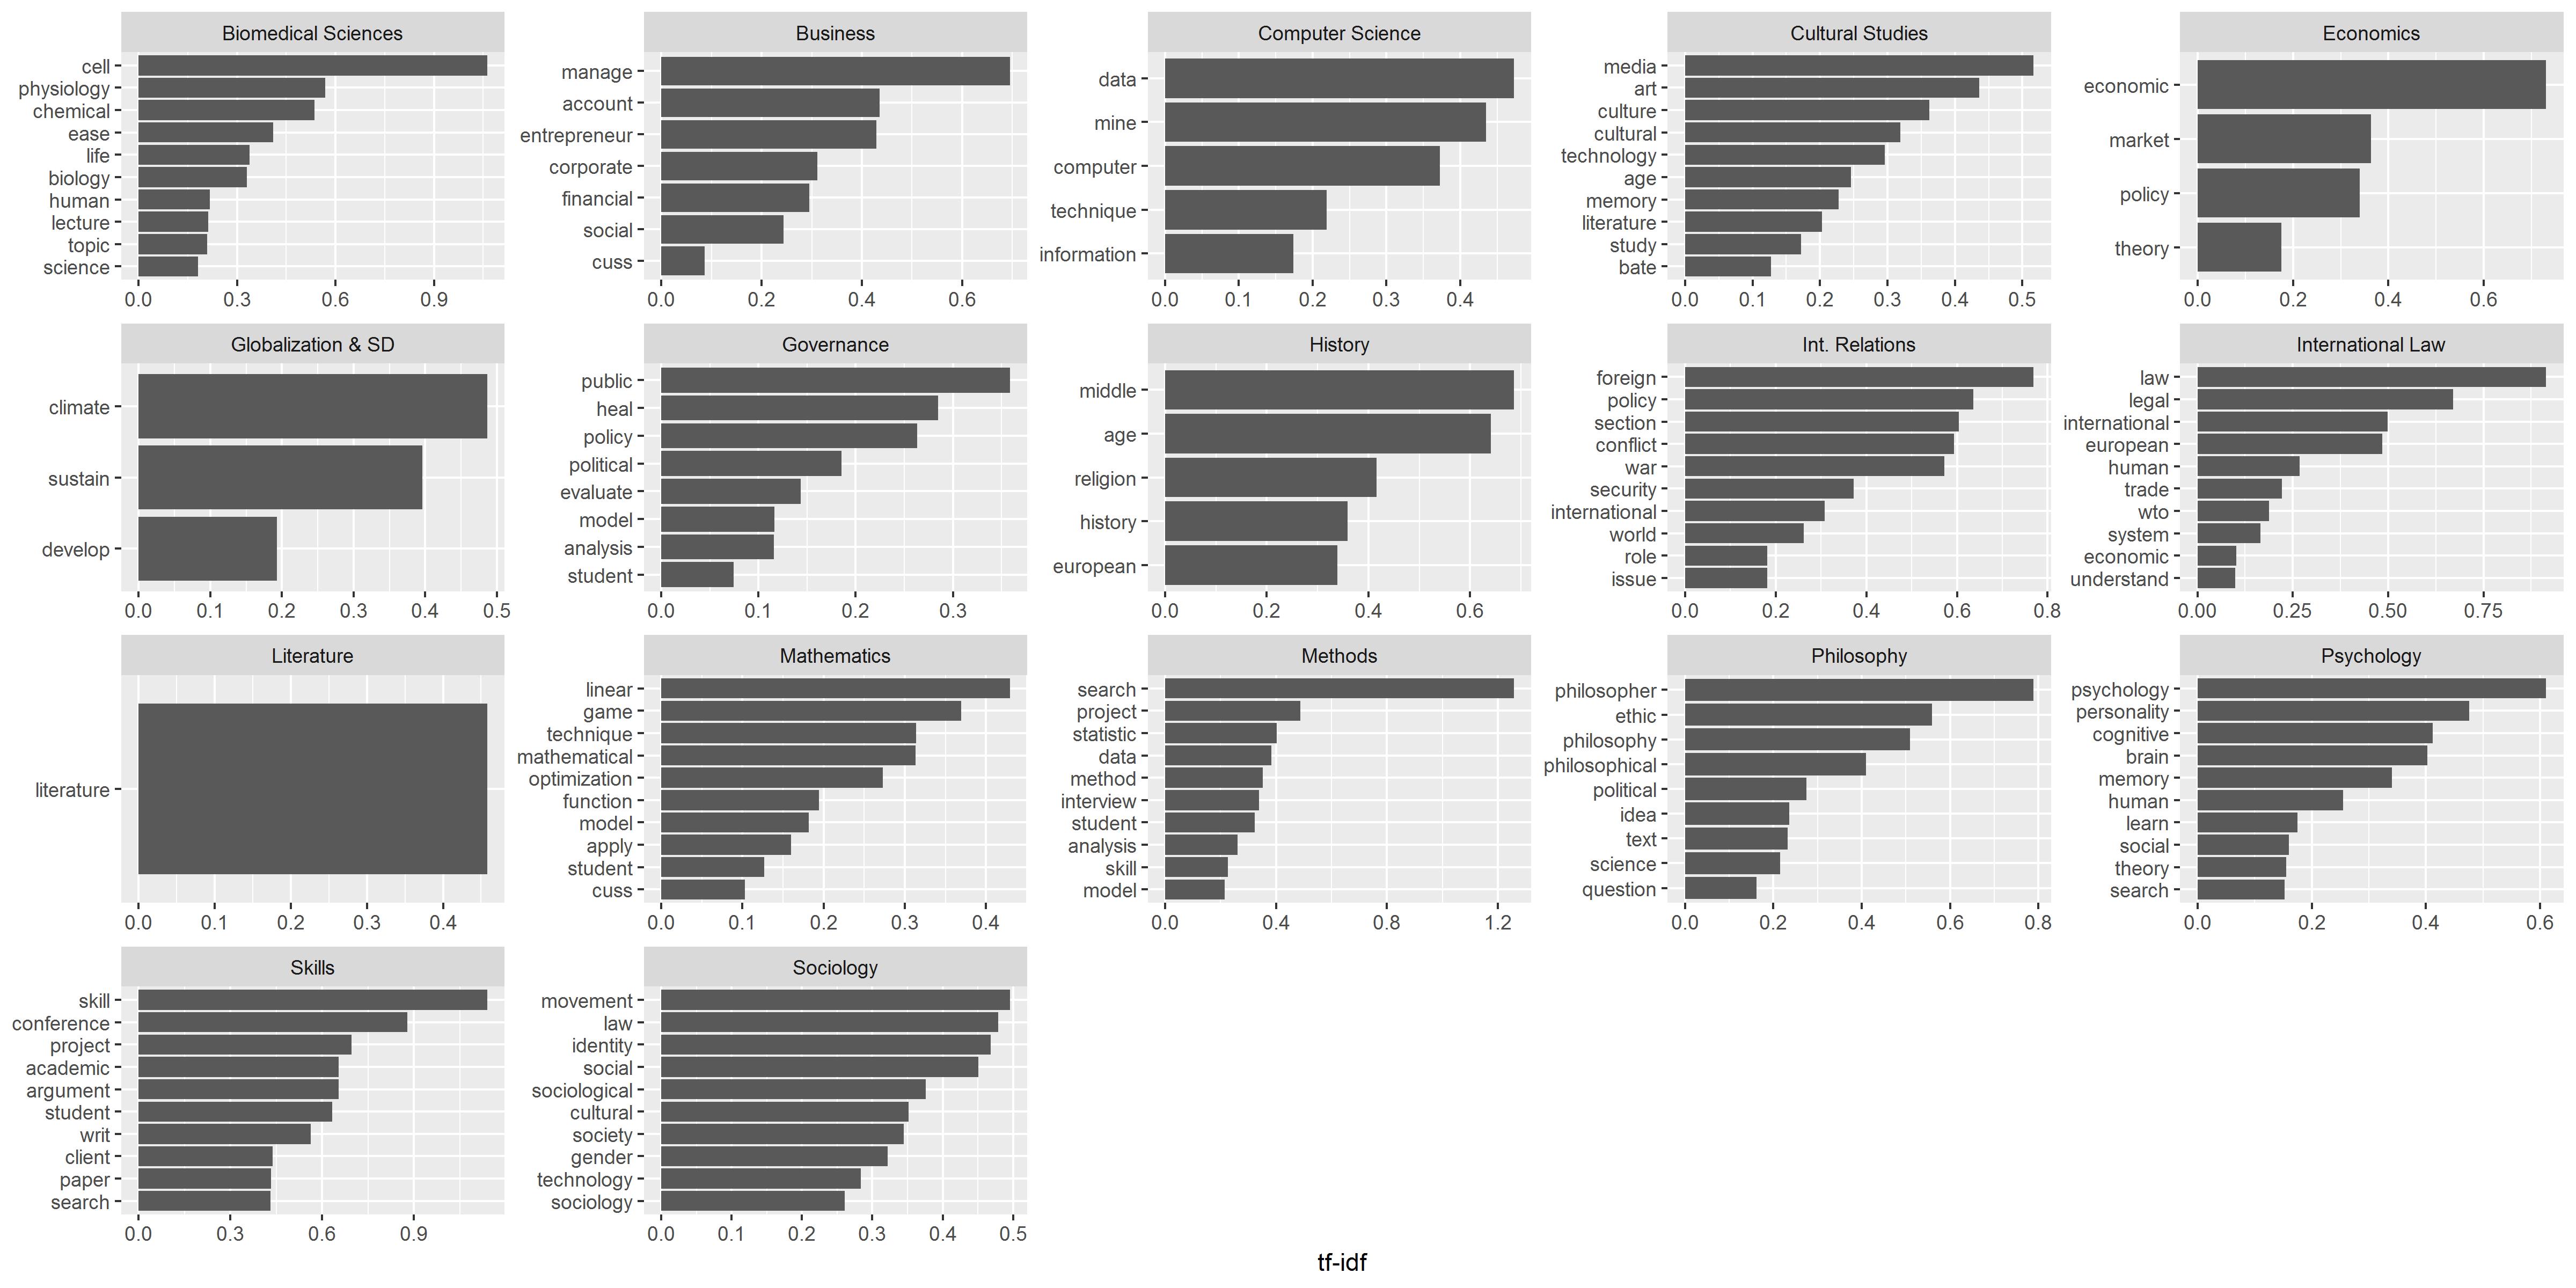 Biomedical Sciences
cell
physiology
chemical
ease
life
biology
human
lecture
topic
science
0.0 0.3 0.6 0.9
Business
manage
account
entrepreneur
corporate
financial
social
cuss
0.0 0.2 0.4 0.6
Computer Science
data
mine
computer
technique
information
0.0 0.1 0.2 0.3 0.4
Cultural Studies
media
art
culture
cultural
technology
age
memory
literature
study
bate
0.0 0.1 0.2 0.3 0.4 0.5
Economics
economic
market
policy
theory
0.0 0.2 0.4 0.6
Globalization & SD
climate
sustain
develop
0.0 0.1 0.2 0.3 0.4 0.5
Governance
public
heal
policy
political
evaluate
model
analysis
student
0.0 0.1 0.2 0.3
History
middle
age
religion
history
european
0.0 0.2 0.4 0.6
Int. Relations
foreign
policy
section
conflict
war
security
international
world
role
issue
0.0 0.2 0.4 0.6 0.8
International Law
law
legal
international
european
human
trade
wto
system
economic
understand
0.00 0.25 0.50 0.75
Literature
literature
0.0 0.1 0.2 0.3 0.4
Mathematics
linear
game
technique
mathematical
optimization
function
model
apply
student
cuss
0.0 0.1 0.2 0.3 0.4
Methods
search
project
statistic
data
method
interview
student
analysis
skill
model
0.0 0.4 0.8 1.2
Philosophy
philosopher
ethic
philosophy
philosophical
political
idea
text
science
question
0.0 0.2 0.4 0.6 0.8
Psychology
psychology
personality
cognitive
brain
memory
human
learn
social
theory
search
0.0 0.2 0.4 0.6
Skills
skill
conference
project
academic
argument
student
writ
client
paper
search
0.0 0.3 0.6 0.9
Sociology
movement
law
identity
social
sociological
cultural
society
gender
technology
sociology
0.0 0.1 0.2 0.3 0.4 0.5
tf-idf